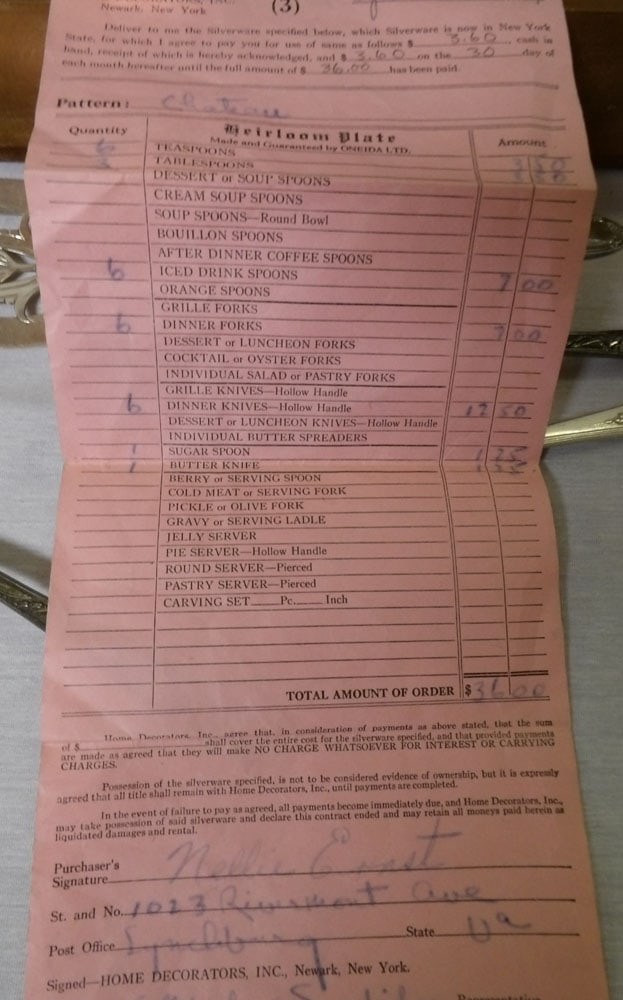 Newark, New York
(3)
Deliver to me the Silverware specified below, which Silverware is now in New York
State, for which I agree to pay you for use of same as follows $ 3.60 cash in
hand, receipt of which is hereby acknowledged, and $ 3.60 on the 30 day of
each month hereafter until the full amount of $ 36.00 has been paid.
Pattern: Chateau
Quantity Heirloom Plate Amount
Made and Guaranteed by ONEIDA LTD.
6 TEASPOONS 3 50
TABLESPOONS
DESSERT or SOUP SPOONS
CREAM SOUP SPOONS
SOUP SPOONS—Round Bowl
BOUILLON SPOONS
AFTER DINNER COFFEE SPOONS
6 ICED DRINK SPOONS 7 00
ORANGE SPOONS
GRILLE FORKS
6 DINNER FORKS 7 00
DESSERT or LUNCHEON FORKS
COCKTAIL or OYSTER FORKS
INDIVIDUAL SALAD or PASTRY FORKS
GRILLE KNIVES—Hollow Handle
6 DINNER KNIVES—Hollow Handle 12 50
DESSERT or LUNCHEON KNIVES—Hollow Handle
INDIVIDUAL BUTTER SPREADERS
1 SUGAR SPOON 1 25
1 BUTTER KNIFE 1 25
BERRY or SERVING SPOON
COLD MEAT or SERVING FORK
PICKLE or OLIVE FORK
GRAVY or SERVING LADLE
JELLY SERVER
PIE SERVER—Hollow Handle
ROUND SERVER—Pierced
PASTRY SERVER—Pierced
CARVING SET____Pc.____Inch
TOTAL AMOUNT OF ORDER $36 00
Home Decorators, Inc., agree that, in consideration of payments as above stated, that the sum
of $____shall cover the entire cost for the silverware specified, and that provided payments
are made as agreed that they will make NO CHARGE WHATSOEVER FOR INTEREST OR CARRYING
CHARGES.
Possession of the silverware specified, is not to be considered evidence of ownership, but it is expressly
agreed that all title shall remain with Home Decorators, Inc., until payments are completed.
In the event of failure to pay as agreed, all payments become immediately due, and Home Decorators, Inc.,
may take possession of said silverware and declare this contract ended and may retain all moneys paid herein as
liquidated damages and rental.
Purchaser's
Signature Nellie Ernst
St. and No. 1023 Rivermont Ave
Post Office Lynchburg State Va
Signed—HOME DECORATORS, INC., Newark, New York.
Representative